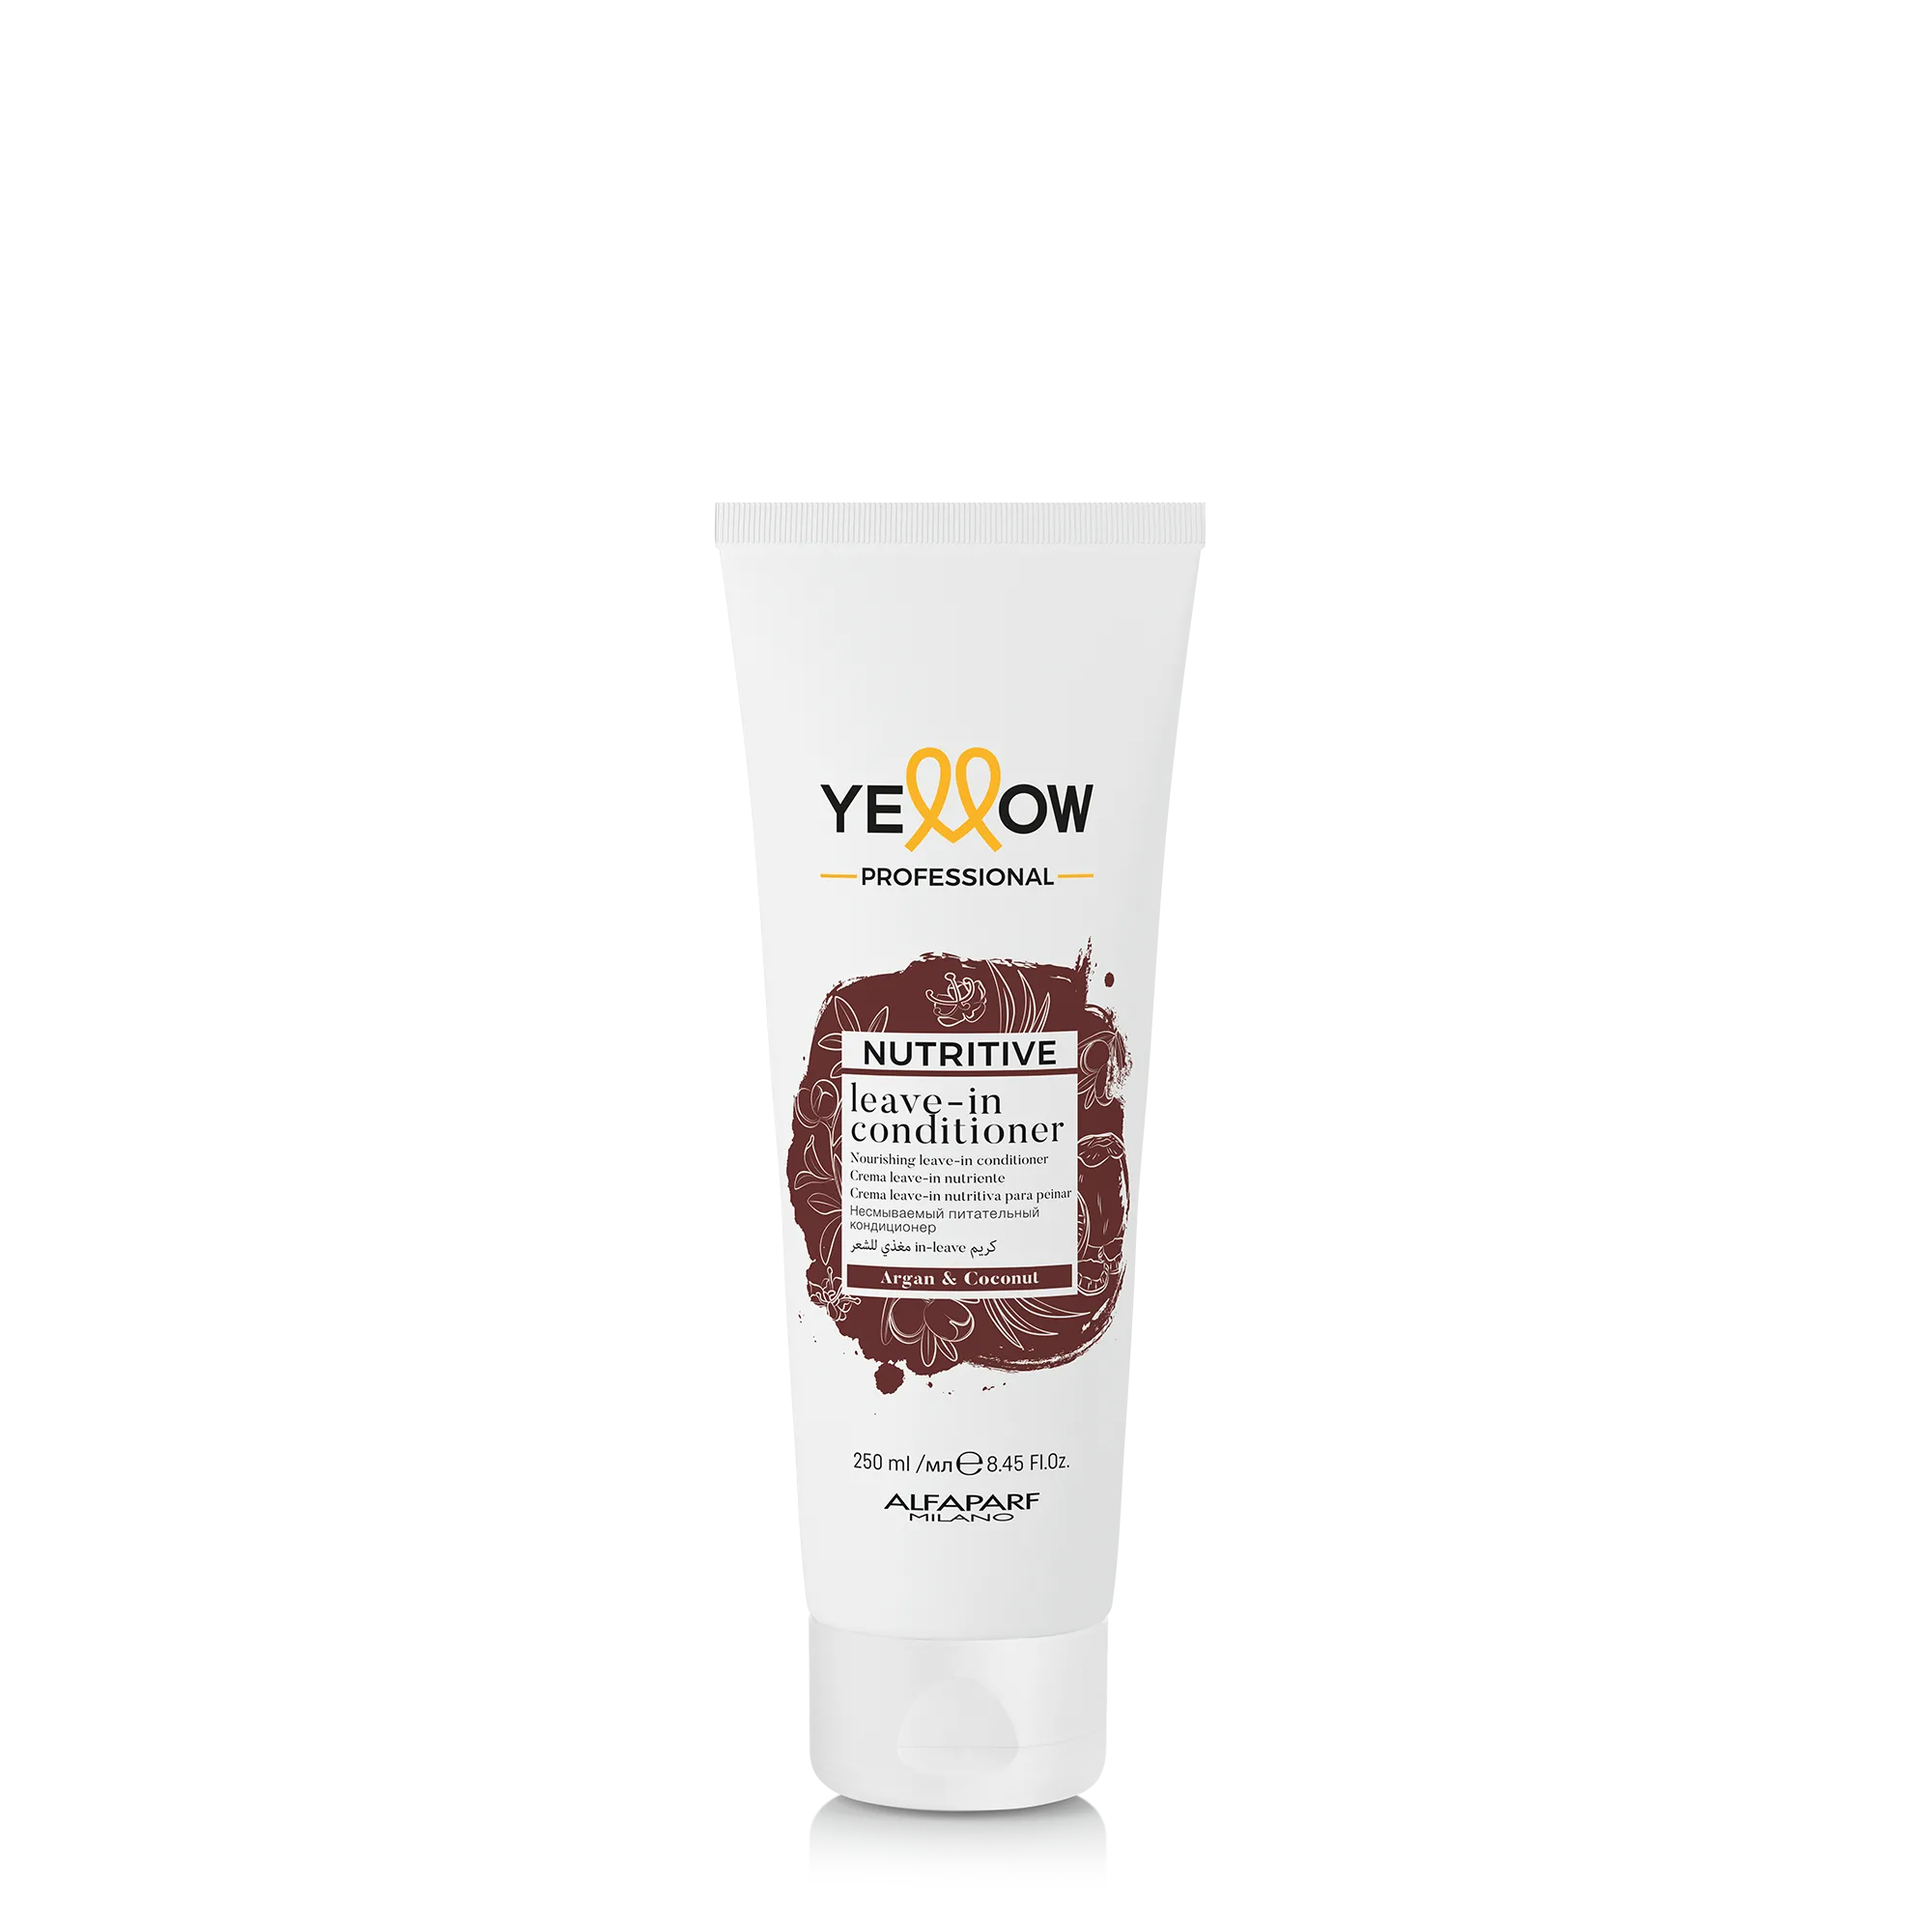 YELLOW
PROFESSIONAL
NUTRITIVE
leave-in
conditioner
Nourishing leave-in conditioner
Crema leave-in nutriente
Crema leave-in nutritiva para peinar
Несмываемый питательный
кондиционер
كريم in-leave مغذي للشعر
Argan & Coconut
250 ml /мл ℮ 8.45 Fl.Oz.
ALFAPARF
MILANO